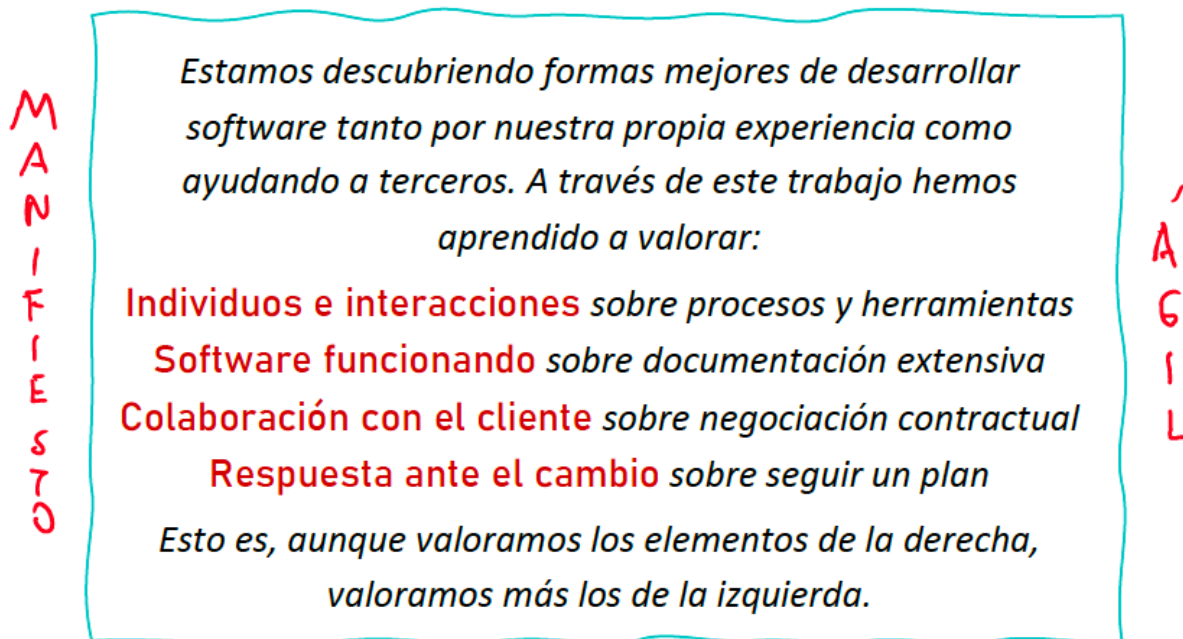 MANIFIESTO
Estamos descubriendo formas mejores de desarrollar
software tanto por nuestra propia experiencia como
ayudando a terceros. A través de este trabajo hemos
aprendido a valorar:
Individuos e interacciones sobre procesos y herramientas
Software funcionando sobre documentación extensiva
Colaboración con el cliente sobre negociación contractual
Respuesta ante el cambio sobre seguir un plan
Esto es, aunque valoramos los elementos de la derecha,
valoramos más los de la izquierda.
ÁGIL